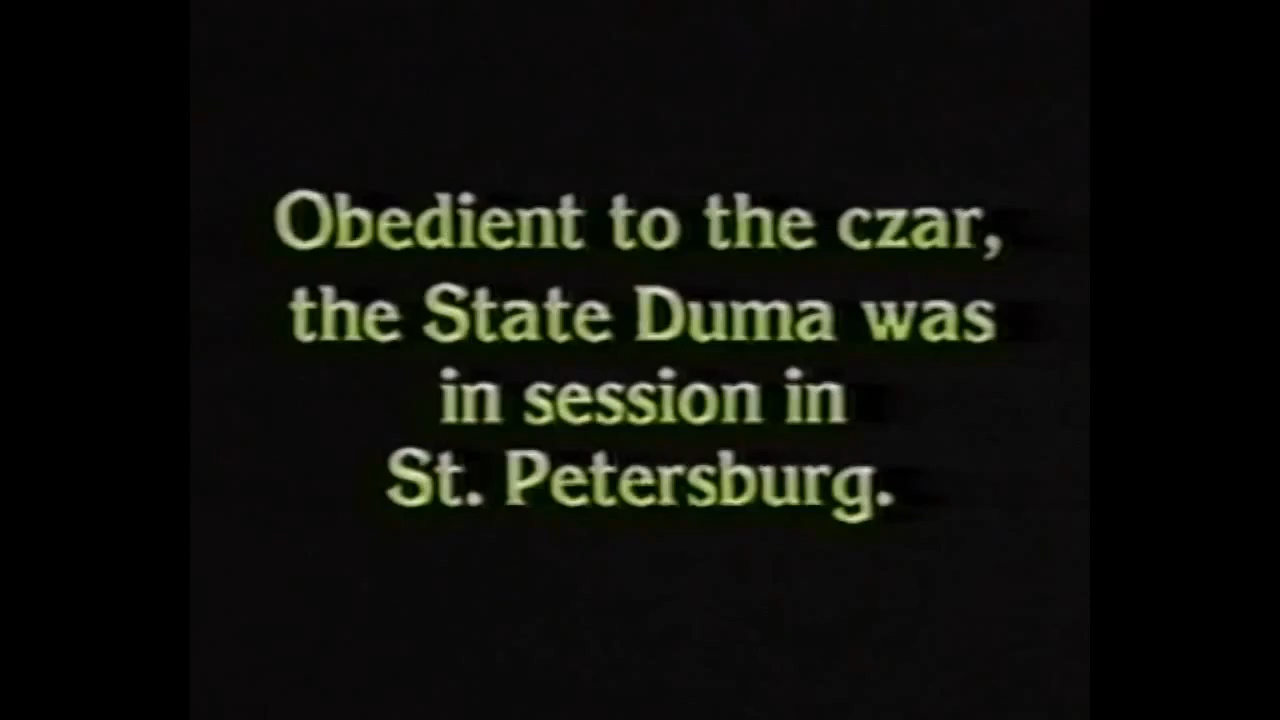 Obedient to the czar,
the State Duma was
in session in
St. Petersburg.